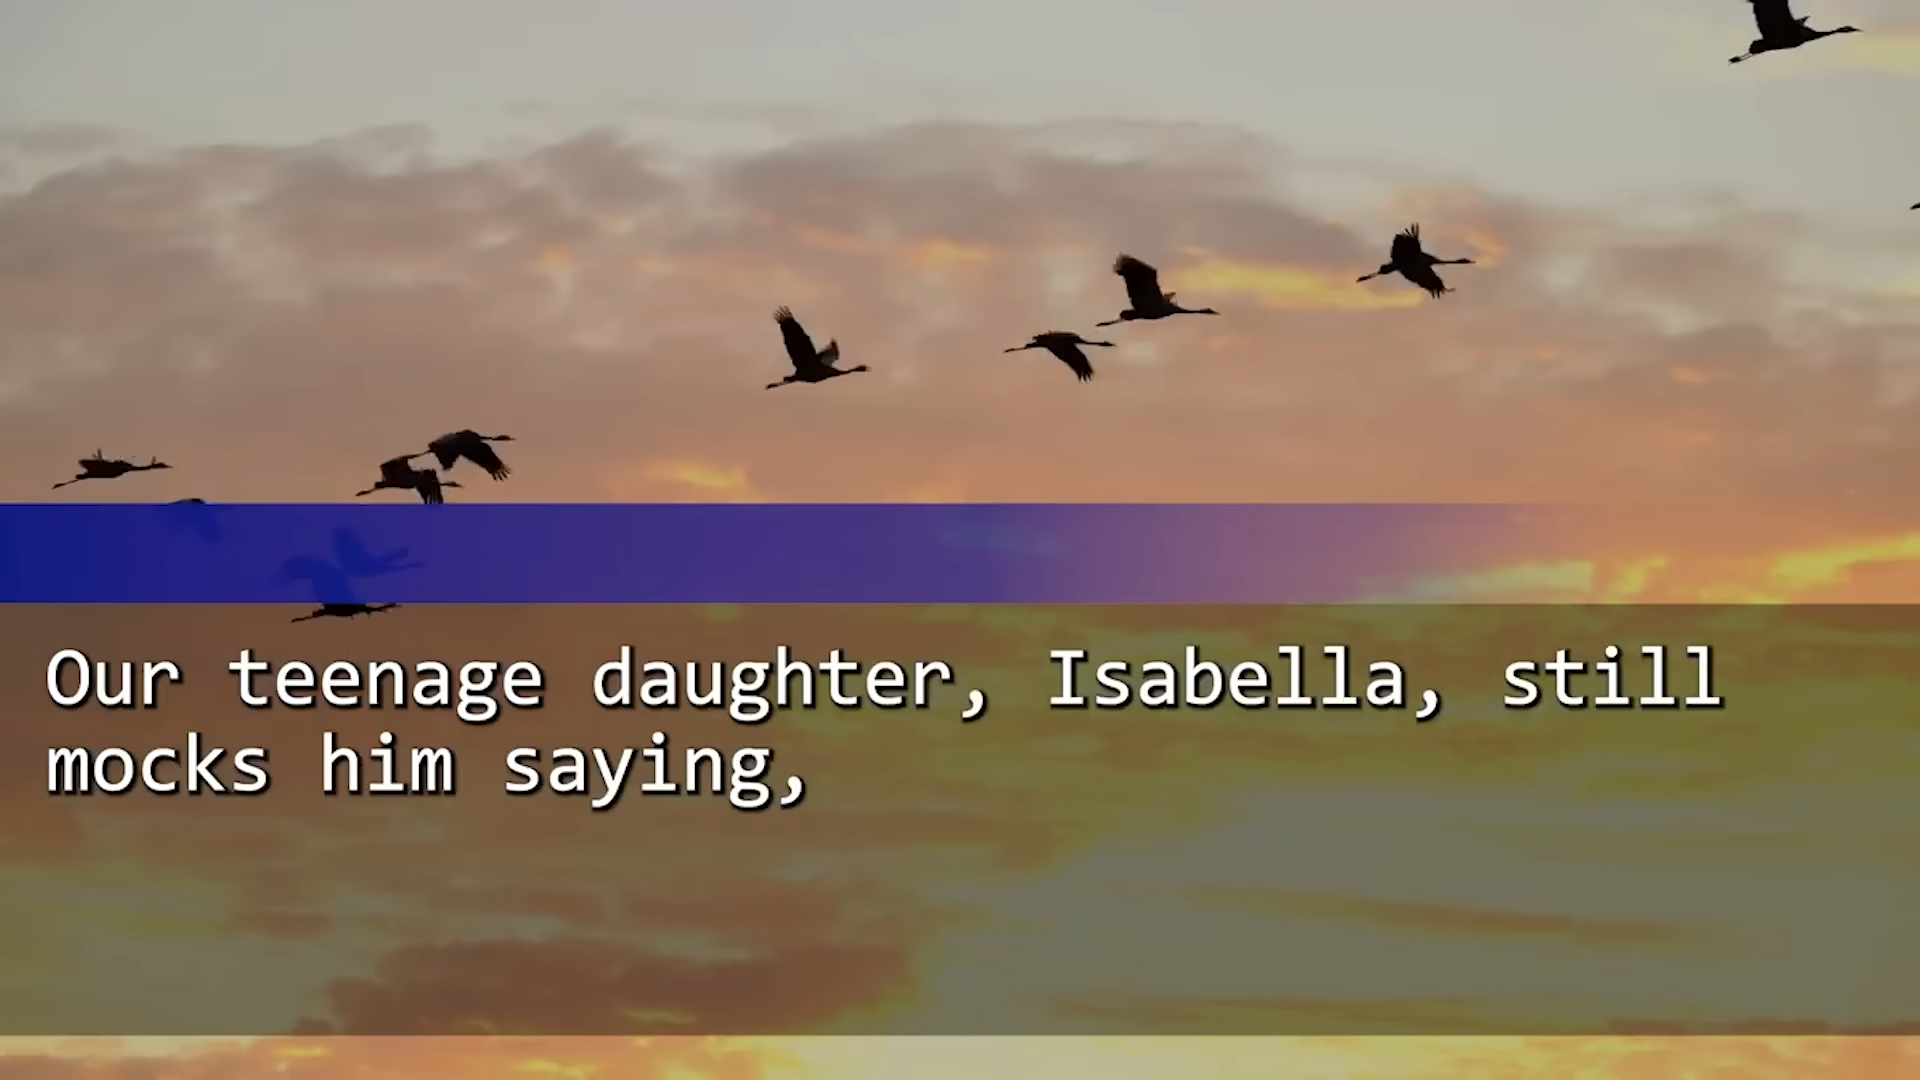 Our teenage daughter, Isabella, still
mocks him saying,